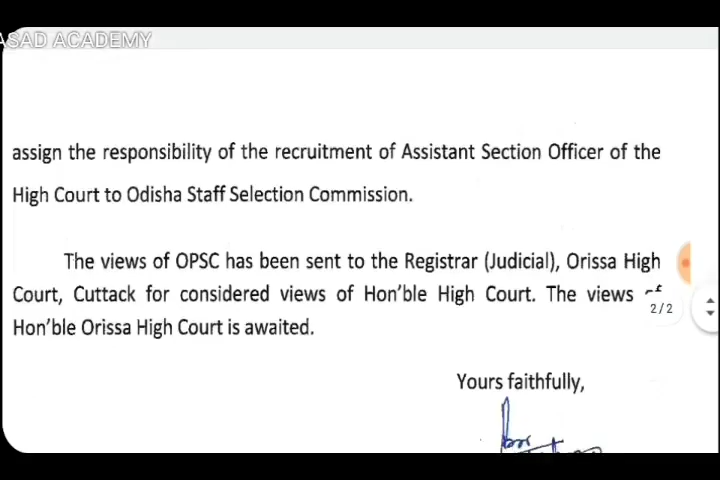 ASAD ACADEMY
assign the responsibility of the recruitment of Assistant Section Officer of the
High Court to Odisha Staff Selection Commission.
The views of OPSC has been sent to the Registrar (Judicial), Orissa High
Court, Cuttack for considered views of Hon'ble High Court. The views of
2/2
Hon'ble Orissa High Court is awaited.
Yours faithfully,